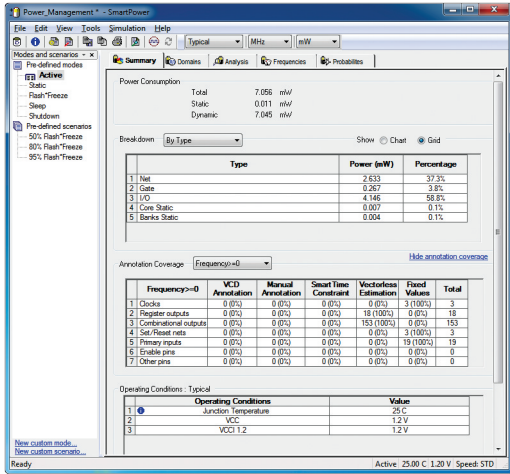 Power_Management * - SmartPower
File Edit View Tools Simulation Help
Typical MHz mW
Modes and scenarios
Pre-defined modes
Active
Static
Flash*Freeze
Sleep
Shutdown
Pre-defined scenarios
50% Flash*Freeze
80% Flash*Freeze
95% Flash*Freeze
New custom mode...
New custom scenario...
Summary Domains Analysis Frequencies Probabilites
Power Consumption
Total 7.056 mW
Static 0.011 mW
Dynamic 7.045 mW
Breakdown By Type Show Chart Grid
Type Power (mW) Percentage
1 Net 2.633 37.3%
2 Gate 0.267 3.8%
3 I/O 4.146 58.8%
4 Core Static 0.007 0.1%
5 Banks Static 0.004 0.1%
Hide annotation coverage
Annotation Coverage Frequency>=0
Frequency>=0 VCD Annotation Manual Annotation SmartTime Constraint Vectorless Estimation Fixed Values Total
1 Clocks 0 (0%) 0 (0%) 0 (0%) 0 (0%) 3 (100%) 3
2 Register outputs 0 (0%) 0 (0%) 0 (0%) 18 (100%) 0 (0%) 18
3 Combinational outputs 0 (0%) 0 (0%) 0 (0%) 153 (100%) 0 (0%) 153
4 Set/Reset nets 0 (0%) 0 (0%) 0 (0%) 0 (0%) 3 (100%) 3
5 Primary inputs 0 (0%) 0 (0%) 0 (0%) 0 (0%) 19 (100%) 19
6 Enable pins 0 (0%) 0 (0%) 0 (0%) 0 (0%) 0 (0%) 0
7 Other pins 0 (0%) 0 (0%) 0 (0%) 0 (0%) 0 (0%) 0
Operating Conditions : Typical
Operating Conditions Value
1 Junction Temperature 25 C
2 VCC 1.2 V
3 VCCI 1.2 1.2 V
Ready Active 25.00 C 1.20 V Speed: STD